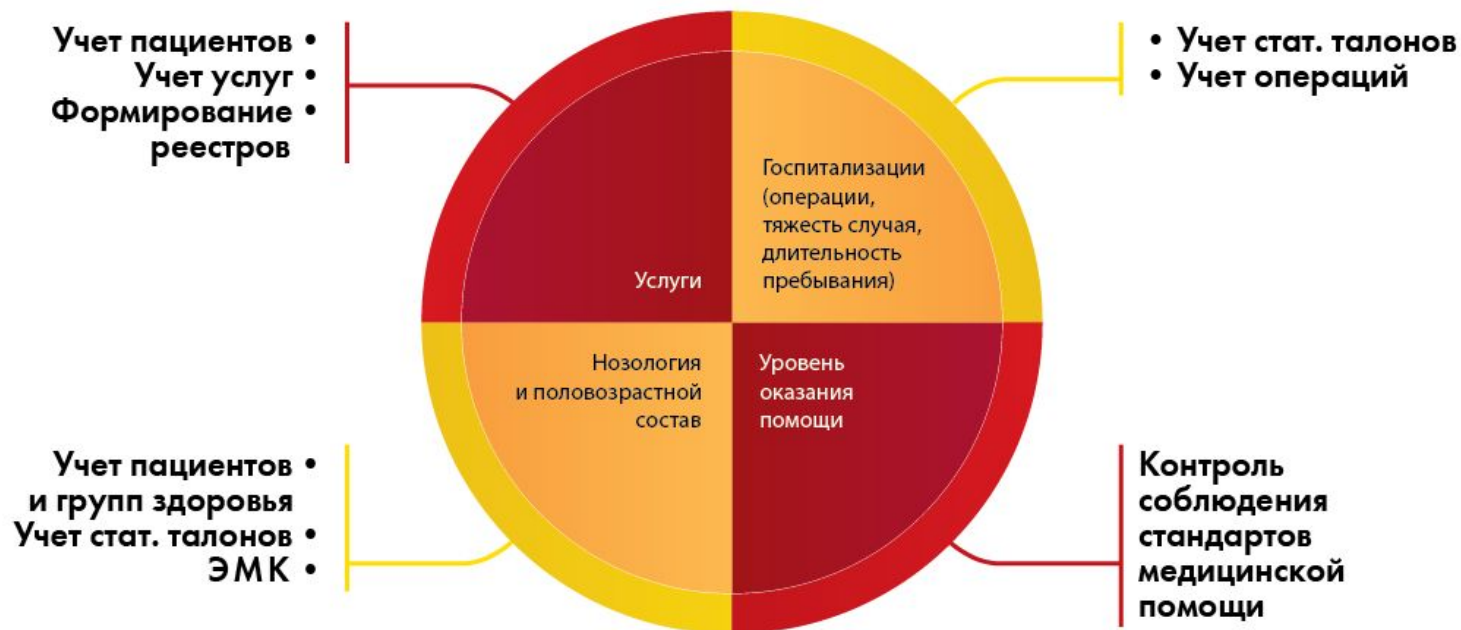 Учет пациентов •
Учет услуг •
Формирование •
реестров
• Учет стат. талонов
• Учет операций
Услуги
Госпитализации
(операции,
тяжесть случая,
длительность
пребывания)
Нозология
и половозрастной
состав
Уровень
оказания
помощи
Учет пациентов •
и групп здоровья
Учет стат. талонов •
ЭМК •
Контроль
соблюдения
стандартов
медицинской
помощи